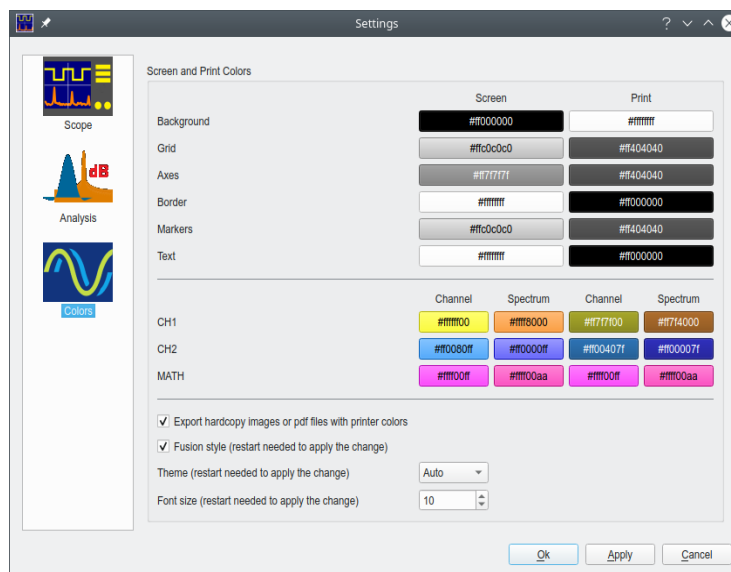 Settings
Scope
dB
Analysis
Colors
Screen and Print Colors
Screen Print
Background #ff000000 #ffffffff
Grid #ffc0c0c0 #ff404040
Axes #ff7f7f7f #ff404040
Border #ffffffff #ff000000
Markers #ffc0c0c0 #ff404040
Text #ffffffff #ff000000
Channel Spectrum Channel Spectrum
CH1 #ffffff00 #ffff8000 #ff7f7f00 #ff7f4000
CH2 #ff0080ff #ff0000ff #ff00407f #ff00007f
MATH #ffff00ff #ffff00aa #ffff00ff #ffff00aa
Export hardcopy images or pdf files with printer colors
Fusion style (restart needed to apply the change)
Theme (restart needed to apply the change) Auto
Font size (restart needed to apply the change) 10
Ok Apply Cancel